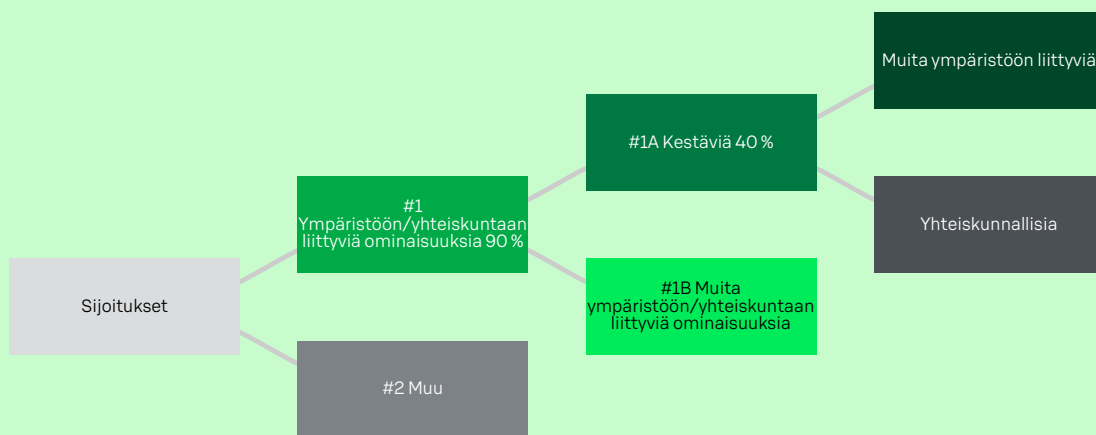 Muita ympäristöön liittyviä
#1A Kestäviä 40 %
#1
Ympäristöön/yhteiskuntaan
liittyviä ominaisuuksia 90 %
Yhteiskunnallisia
Sijoitukset
#1B Muita
ympäristöön/yhteiskuntaan
liittyviä ominaisuuksia
#2 Muu